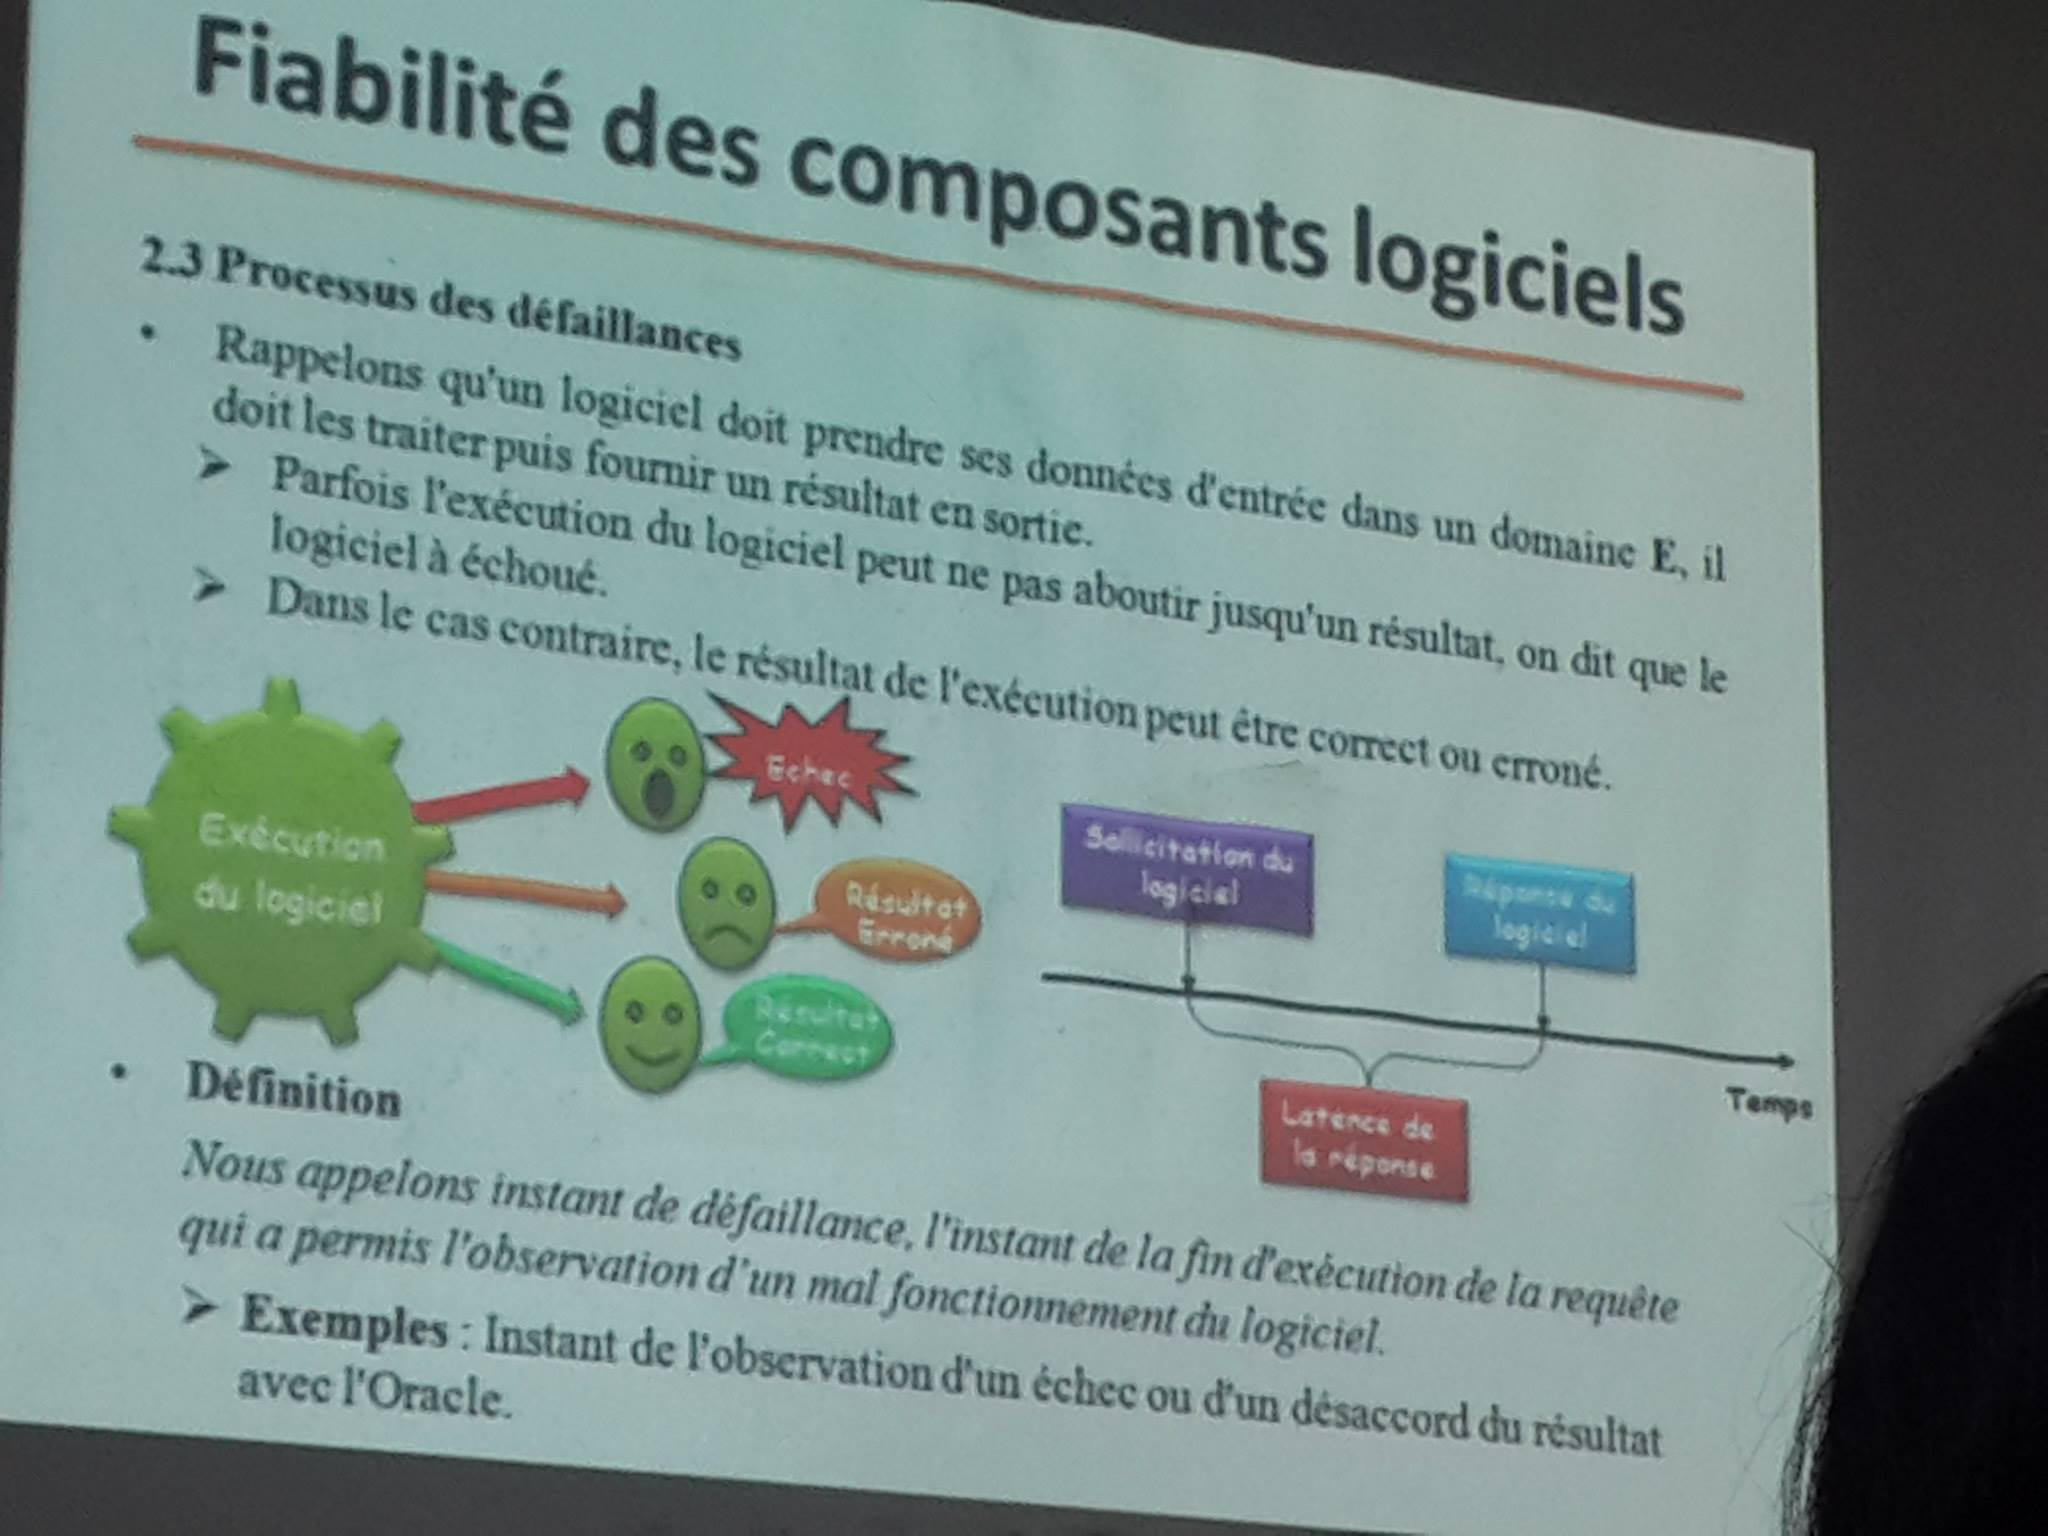 Fiabilité des composants logiciels
2.3 Processus des défaillances
• Rappelons qu'un logiciel doit prendre ses données d'entrée dans un domaine E, il
doit les traiter puis fournir un résultat en sortie.
➤ Parfois l'exécution du logiciel peut ne pas aboutir jusqu'un résultat, on dit que le
logiciel à échoué.
➤ Dans le cas contraire, le résultat de l'exécution peut être correct ou erroné.
Exécution
du logiciel
Echec
Résultat
Erroné
Résultat
Correct
Sollicitation du
logiciel
Réponse du
logiciel
Latence de
la réponse
Temps
• Définition
Nous appelons instant de défaillance, l'instant de la fin d'exécution de la requête
qui a permis l'observation d'un mal fonctionnement du logiciel.
➤ Exemples : Instant de l'observation d'un échec ou d'un désaccord du résultat
avec l'Oracle.